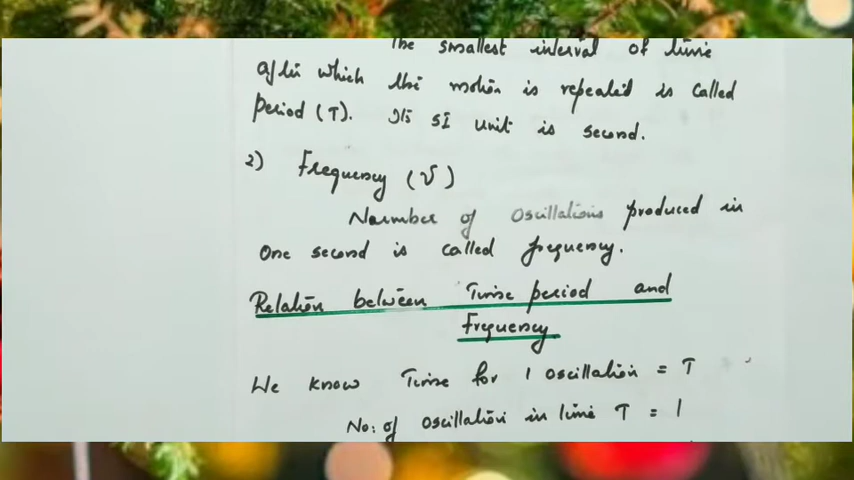 The smallest interval of time
after which the motion is repeated is called
Period (T). Its SI unit is second.
2) Frequency (ν)
Number of oscillations produced in
One second is called frequency.
Relation between Time period and
Frequency
We know Time for 1 oscillation = T
No: of oscillation in time T = 1